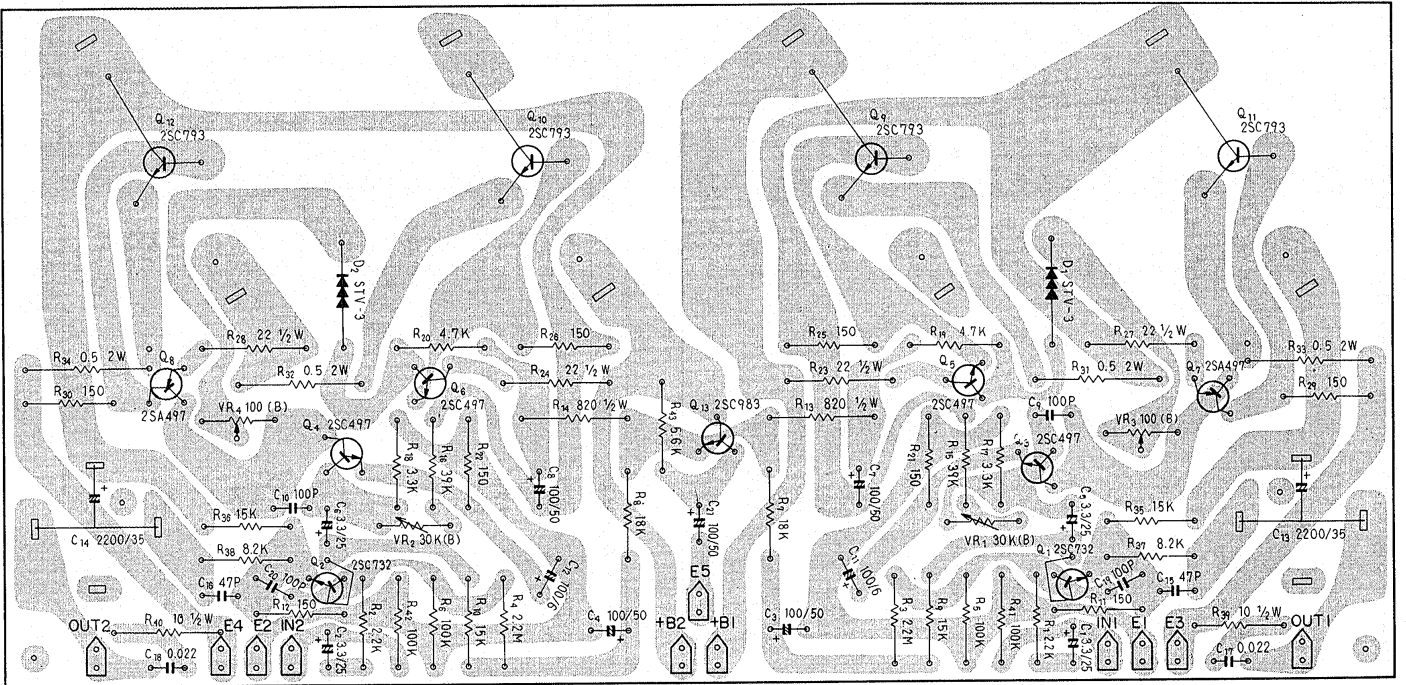 Q12
2SC793
Q10
2SC793
Q9
2SC793
Q11
2SC793
D2 STV-3
D1 STV-3
R28 22 ½W
R20 4.7K
R26 150
R25 150
R19 4.7K
R27 22 ½W
R34 0.5 2W
Q8
R32 0.5 2W
Q6
2SC497
R24 22 ½W
R23 22 ½W
Q5
2SC497
R31 0.5 2W
Q7 2SA497
R33 0.5 2W
R30 150
2SA497
R29 150
VR4 100 (B)
R14 820 ½W
R43 5.6K
Q13 2SC983
R13 820 ½W
C9 100P
VR3 100 (B)
Q4 2SC497
Q3 2SC497
R18 3.3K
R16 39K
R22 150
C8 100/50
R8 18K
C21 100/50
R7 18K
C7 100/50
R21 150
R15 39K
R17 3.3K
C14 2200/35
C10 100P
R36 15K
3.3/25
VR2 30K(B)
VR1 30K(B)
3.3/25
R35 15K
C13 2200/35
R38 8.2K
Q2 2SC732
C12 100/6
C11 100/6
Q1 2SC732
R37 8.2K
C16 47P
C20 100P
C19 100P
C15 47P
R12 150
R11 150
R2 2.2K
R42 100K
R6 100K
R10 15K
R4 2.2M
C4 100/50
E5
C3 100/50
R3 2.2M
R9 15K
R5 100K
R41 100K
R1 2.2K
R40 10 ½W
R39 10 ½W
OUT2
C18 0.022
E4
E2
IN2
C2 3.3/25
+B2
+B1
C1 3.3/25
IN1
E1
E3
C17 0.022
OUT1